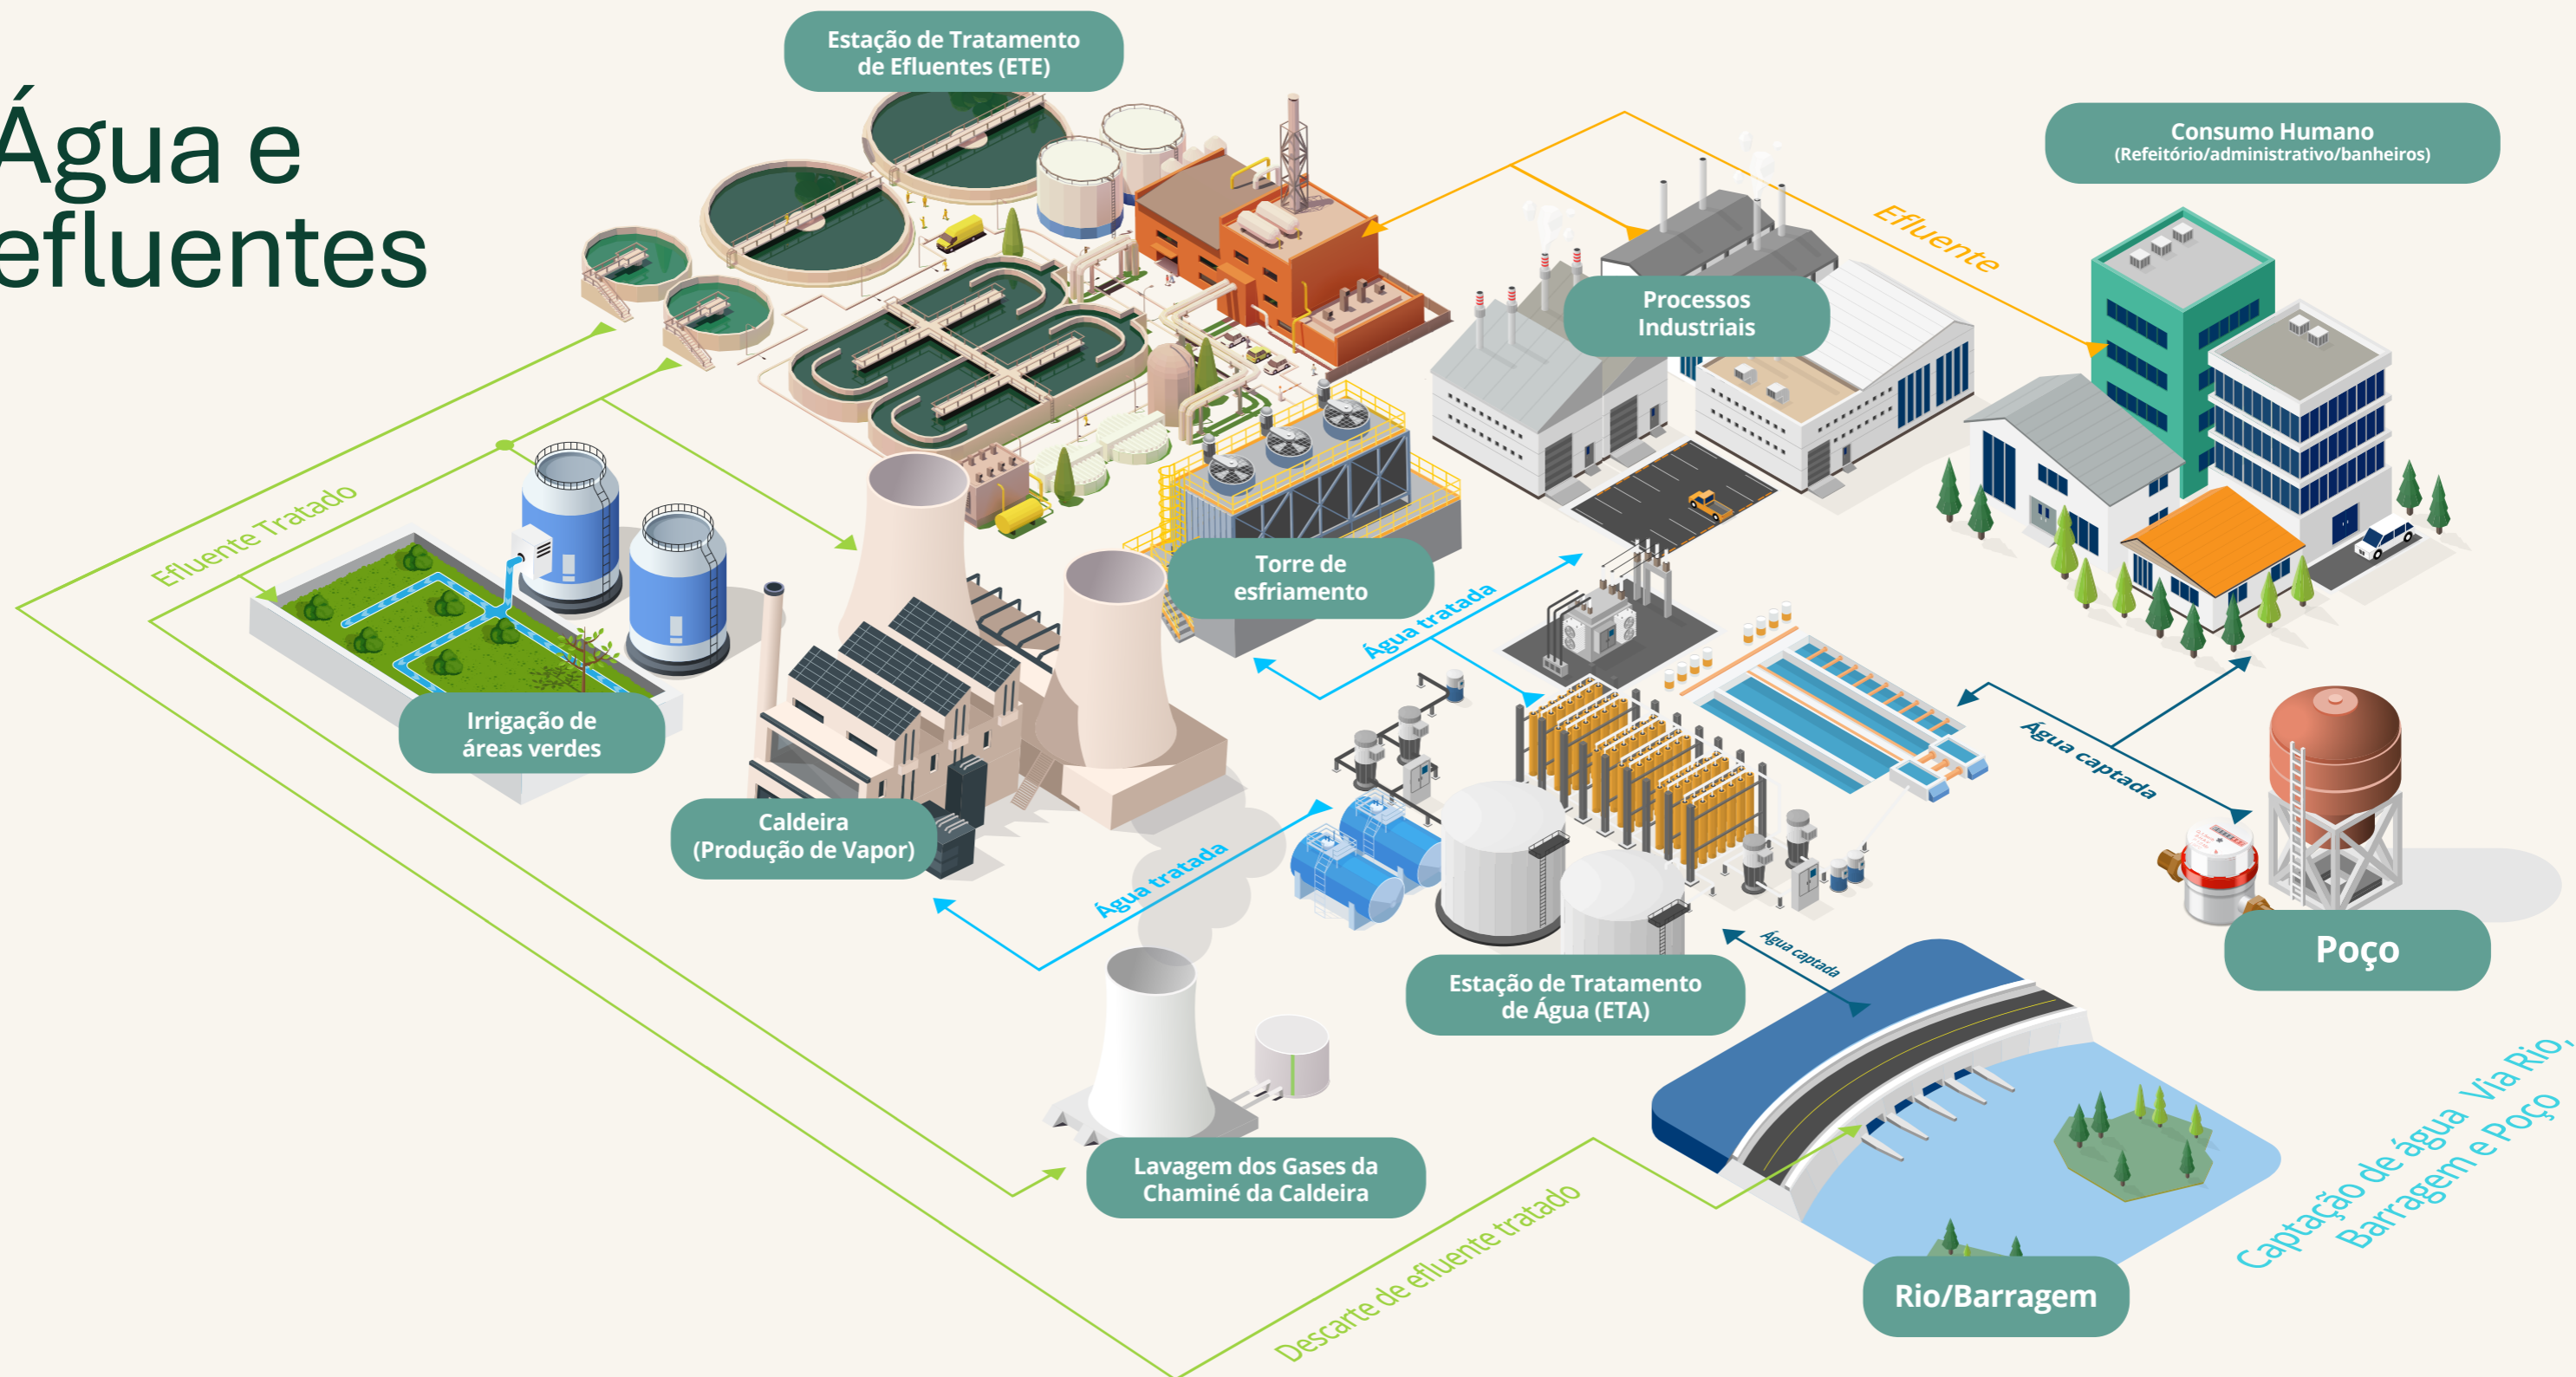 Água e
efluentes
Estação de Tratamento
de Efluentes (ETE)
Consumo Humano
(Refeitório/administrativo/banheiros)
Efluente
Processos
Industriais
Efluente Tratado
Torre de
esfriamento
Água tratada
Irrigação de
áreas verdes
Água captada
Caldeira
(Produção de Vapor)
Água tratada
Poço
Água captada
Estação de Tratamento
de Água (ETA)
Captação de água Via Rio,
Barragem e Poço
Lavagem dos Gases da
Chaminé da Caldeira
Descarte de efluente tratado
Rio/Barragem